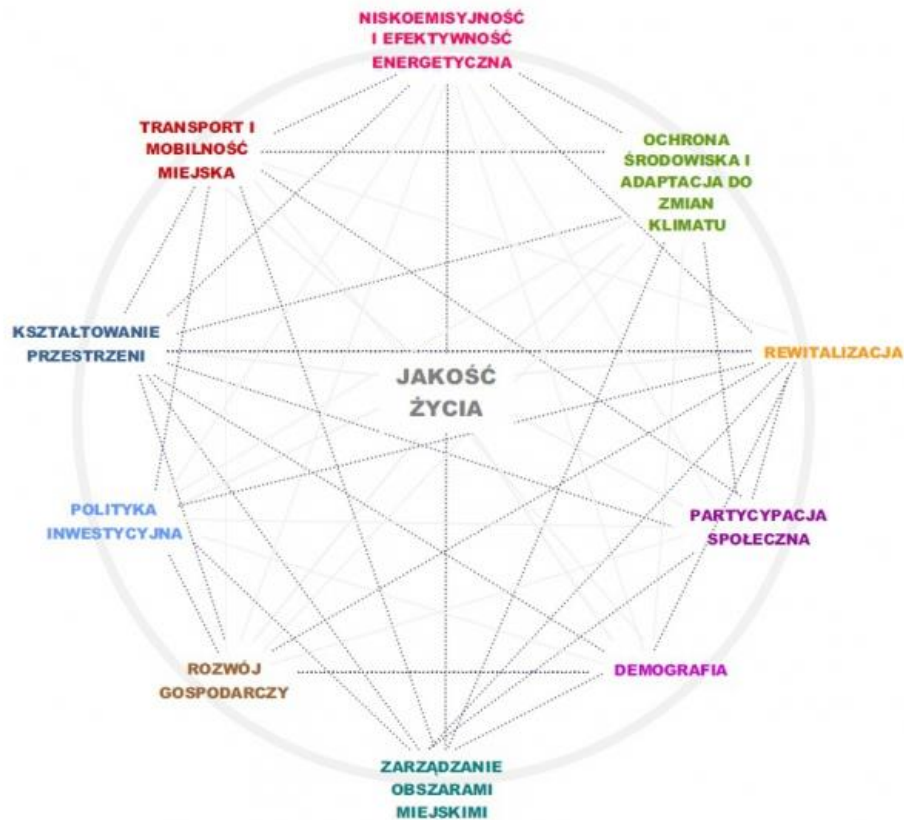 NISKOEMISYJNOŚĆ
I EFEKTYWNOŚĆ
ENERGETYCZNA
TRANSPORT I
MOBILNOŚĆ
MIEJSKA
OCHRONA
ŚRODOWISKA I
ADAPTACJA DO
ZMIAN
KLIMATU
KSZTAŁTOWANIE
PRZESTRZENI
REWITALIZACJA
JAKOŚĆ
ŻYCIA
POLITYKA
INWESTYCYJNA
PARTYCYPACJA
SPOŁECZNA
ROZWÓJ
GOSPODARCZY
DEMOGRAFIA
ZARZĄDZANIE
OBSZARAMI
MIEJSKIMI